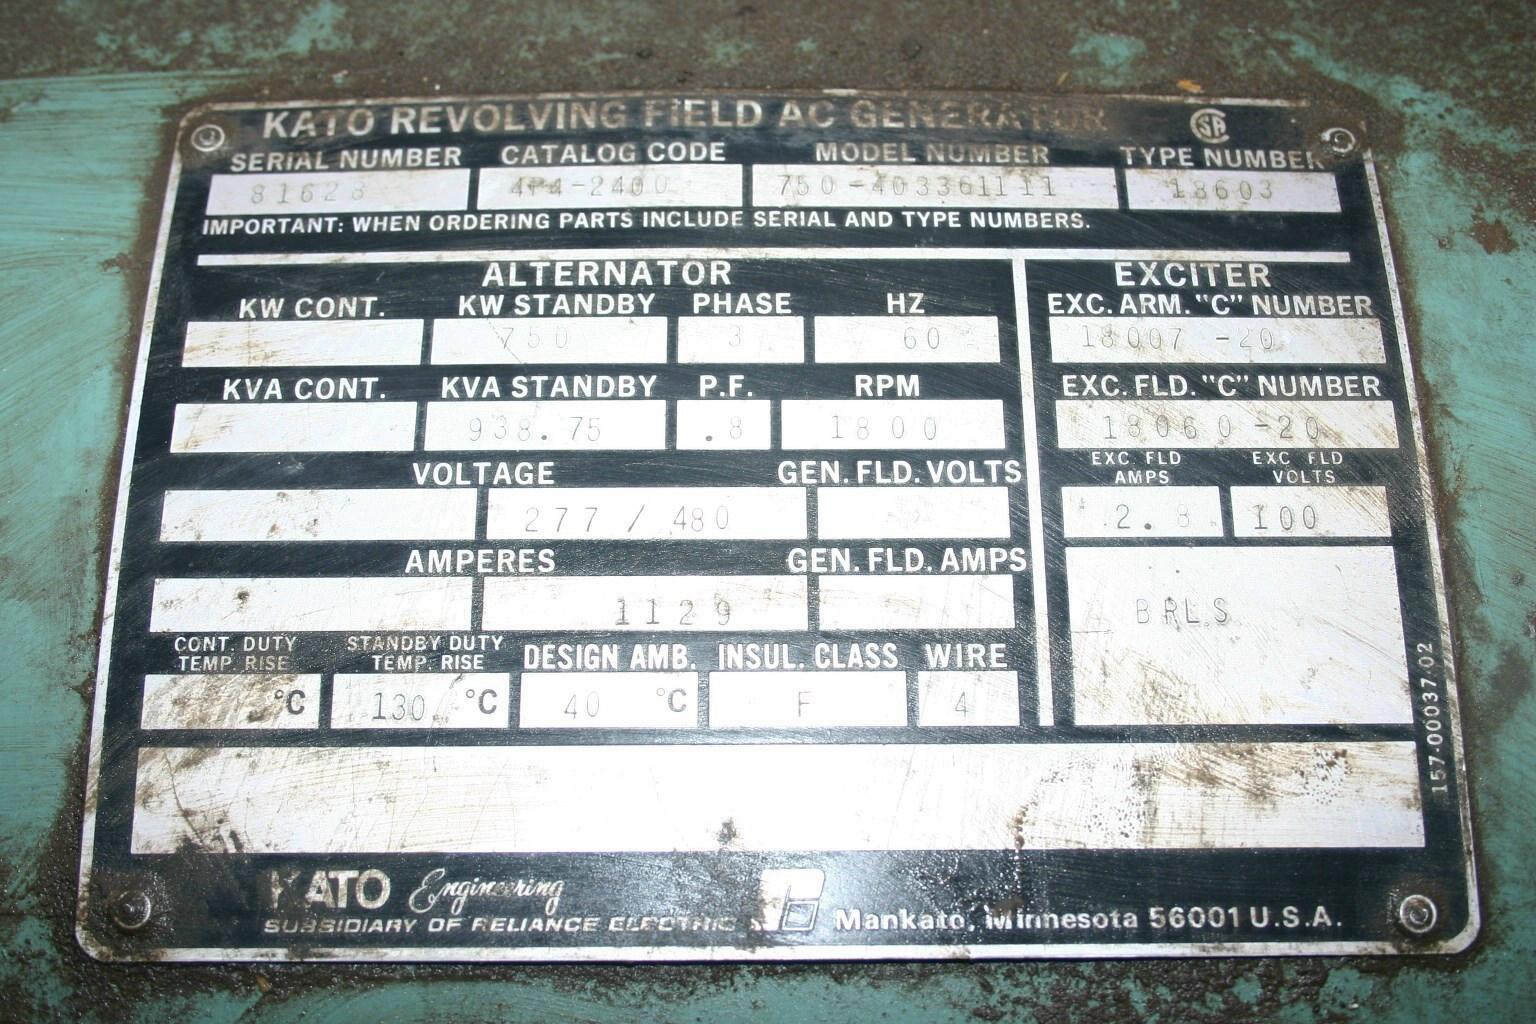 KATO REVOLVING FIELD AC GENERATOR
SERIAL NUMBER CATALOG CODE MODEL NUMBER TYPE NUMBER
81628 4P4-2400 750-403361111 18603
IMPORTANT: WHEN ORDERING PARTS INCLUDE SERIAL AND TYPE NUMBERS.
ALTERNATOR EXCITER
KW CONT. KW STANDBY PHASE HZ EXC. ARM. "C" NUMBER
750 3 60 18007 -20
KVA CONT. KVA STANDBY P.F. RPM EXC. FLD. "C" NUMBER
938.75 .8 1800 18060-20
VOLTAGE GEN. FLD. VOLTS EXC FLD AMPS EXC FLD VOLTS
277 / 480 2.8 100
AMPERES GEN. FLD. AMPS
1129 BRLS
CONT. DUTY TEMP. RISE STANDBY DUTY TEMP. RISE DESIGN AMB. INSUL. CLASS WIRE
°C 130 °C 40 °C F 4
157-00037-02
KATO Engineering
SUBSIDIARY OF RELIANCE ELECTRIC Mankato, Minnesota 56001 U.S.A.